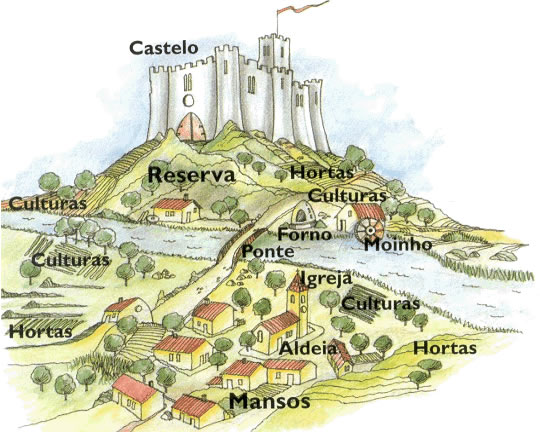 Castelo
Reserva
Hortas
Culturas
Culturas
Forno
Moinho
Ponte
Culturas
Igreja
Culturas
Hortas
Aldeia
Hortas
Mansos